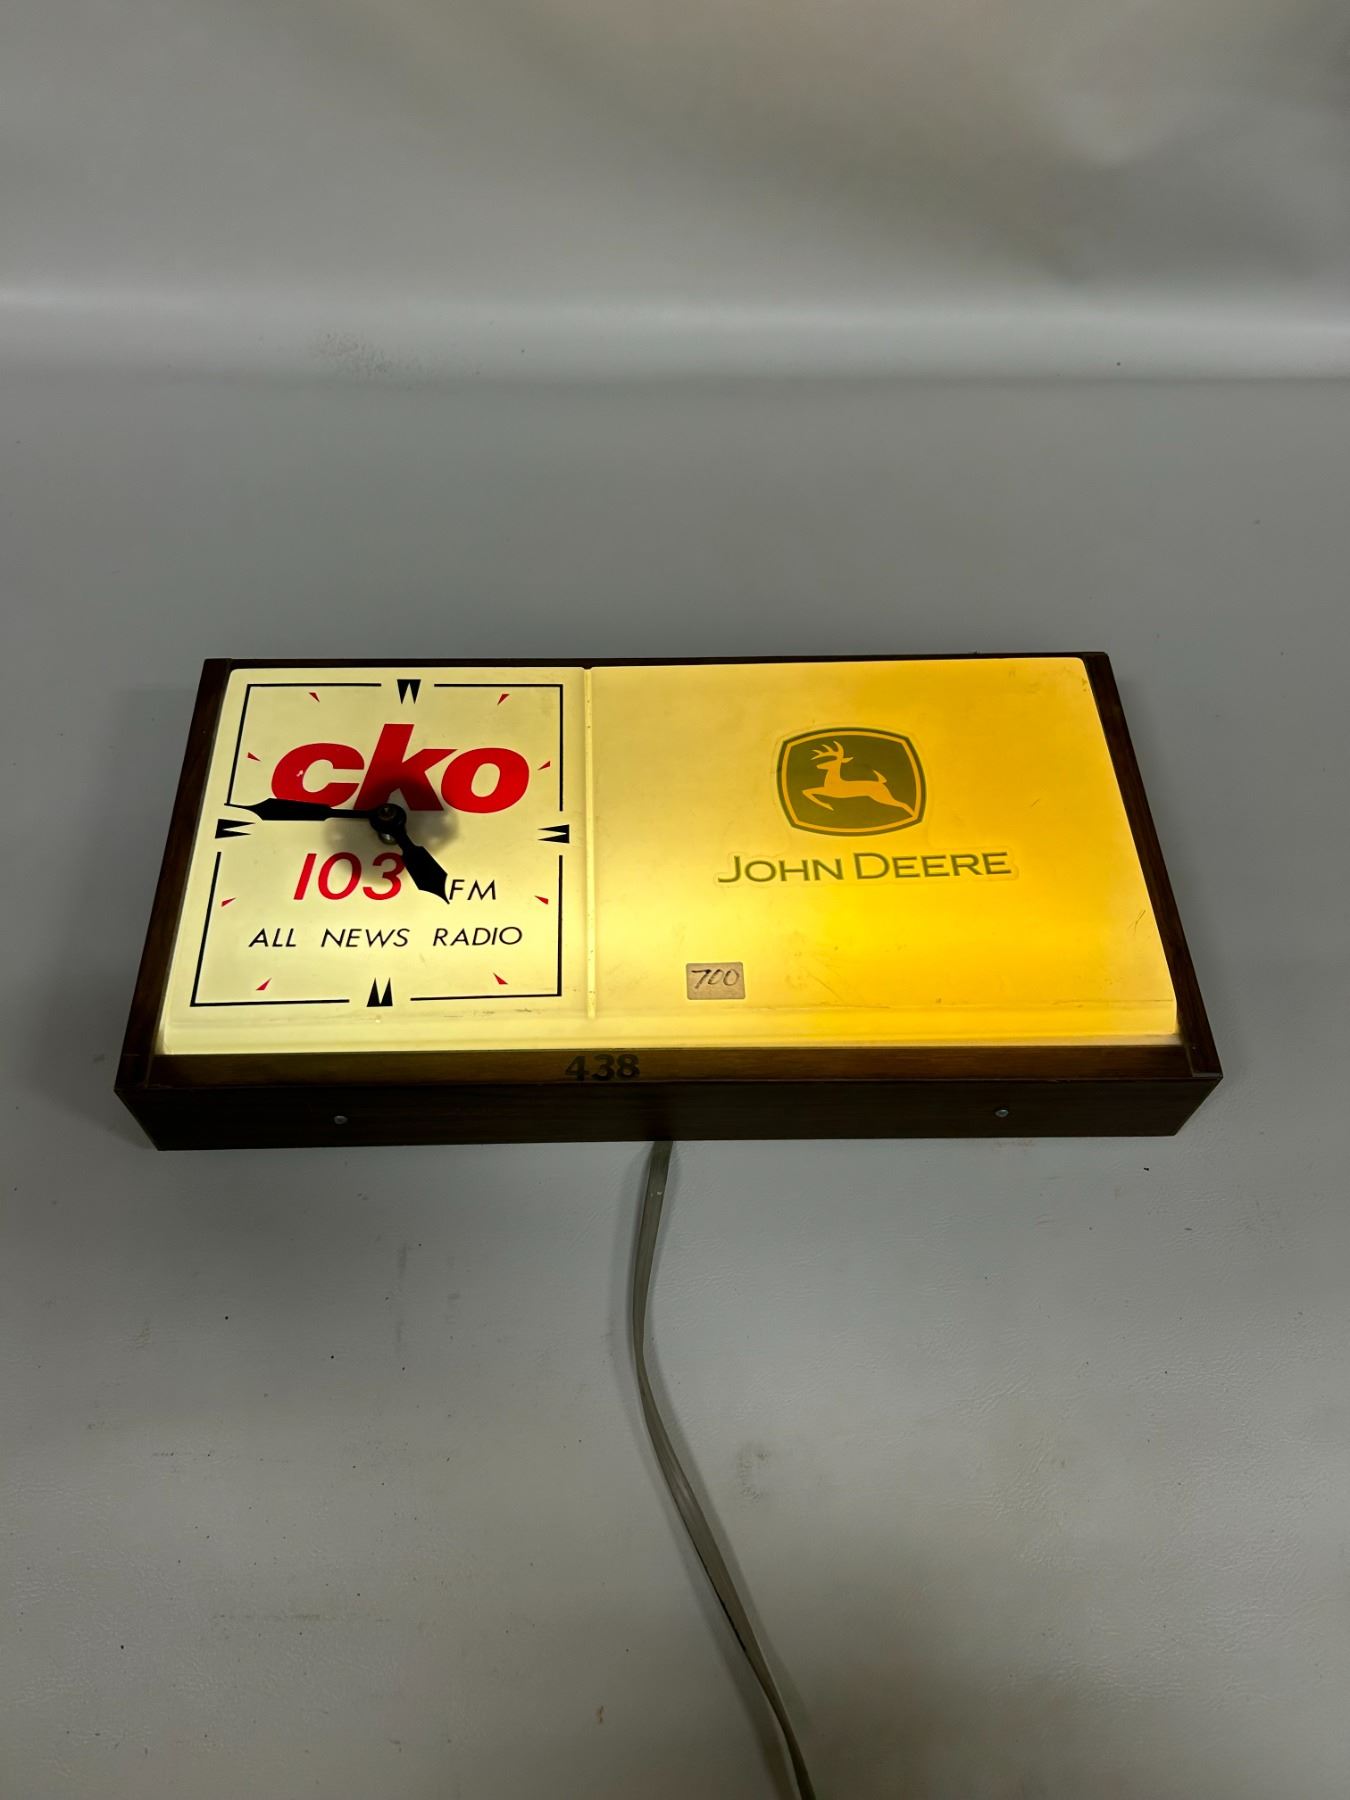 cko
103 FM
ALL NEWS RADIO
JOHN DEERE
700
438